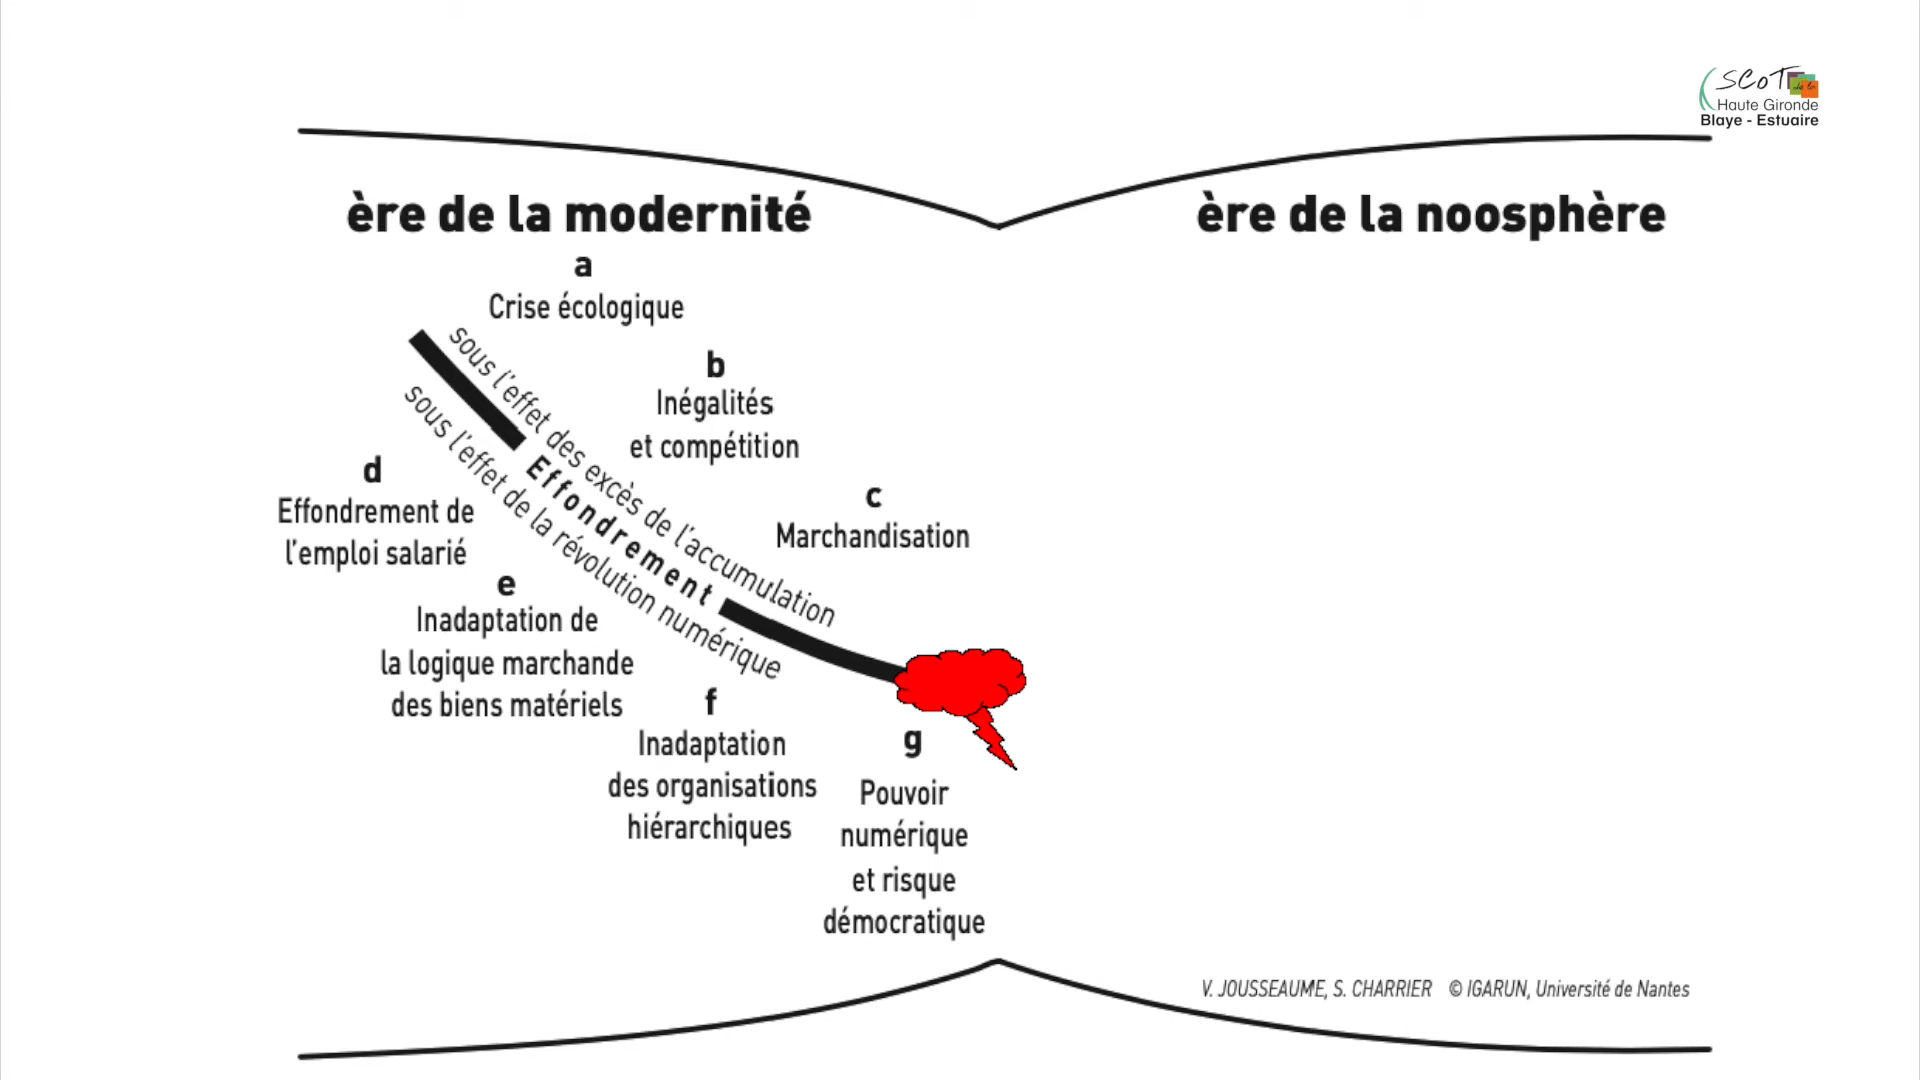 SCoT de la
Haute Gironde
Blaye - Estuaire
ère de la modernité
ère de la noosphère
a
Crise écologique
b
Inégalités
et compétition
c
Marchandisation
sous l'effet des excès de l'accumulation
Effondrement
sous l'effet de la révolution numérique
d
Effondrement de
l'emploi salarié
e
Inadaptation de
la logique marchande
des biens matériels
f
Inadaptation
des organisations
hiérarchiques
g
Pouvoir
numérique
et risque
démocratique
V. JOUSSEAUME, S. CHARRIER © IGARUN, Université de Nantes